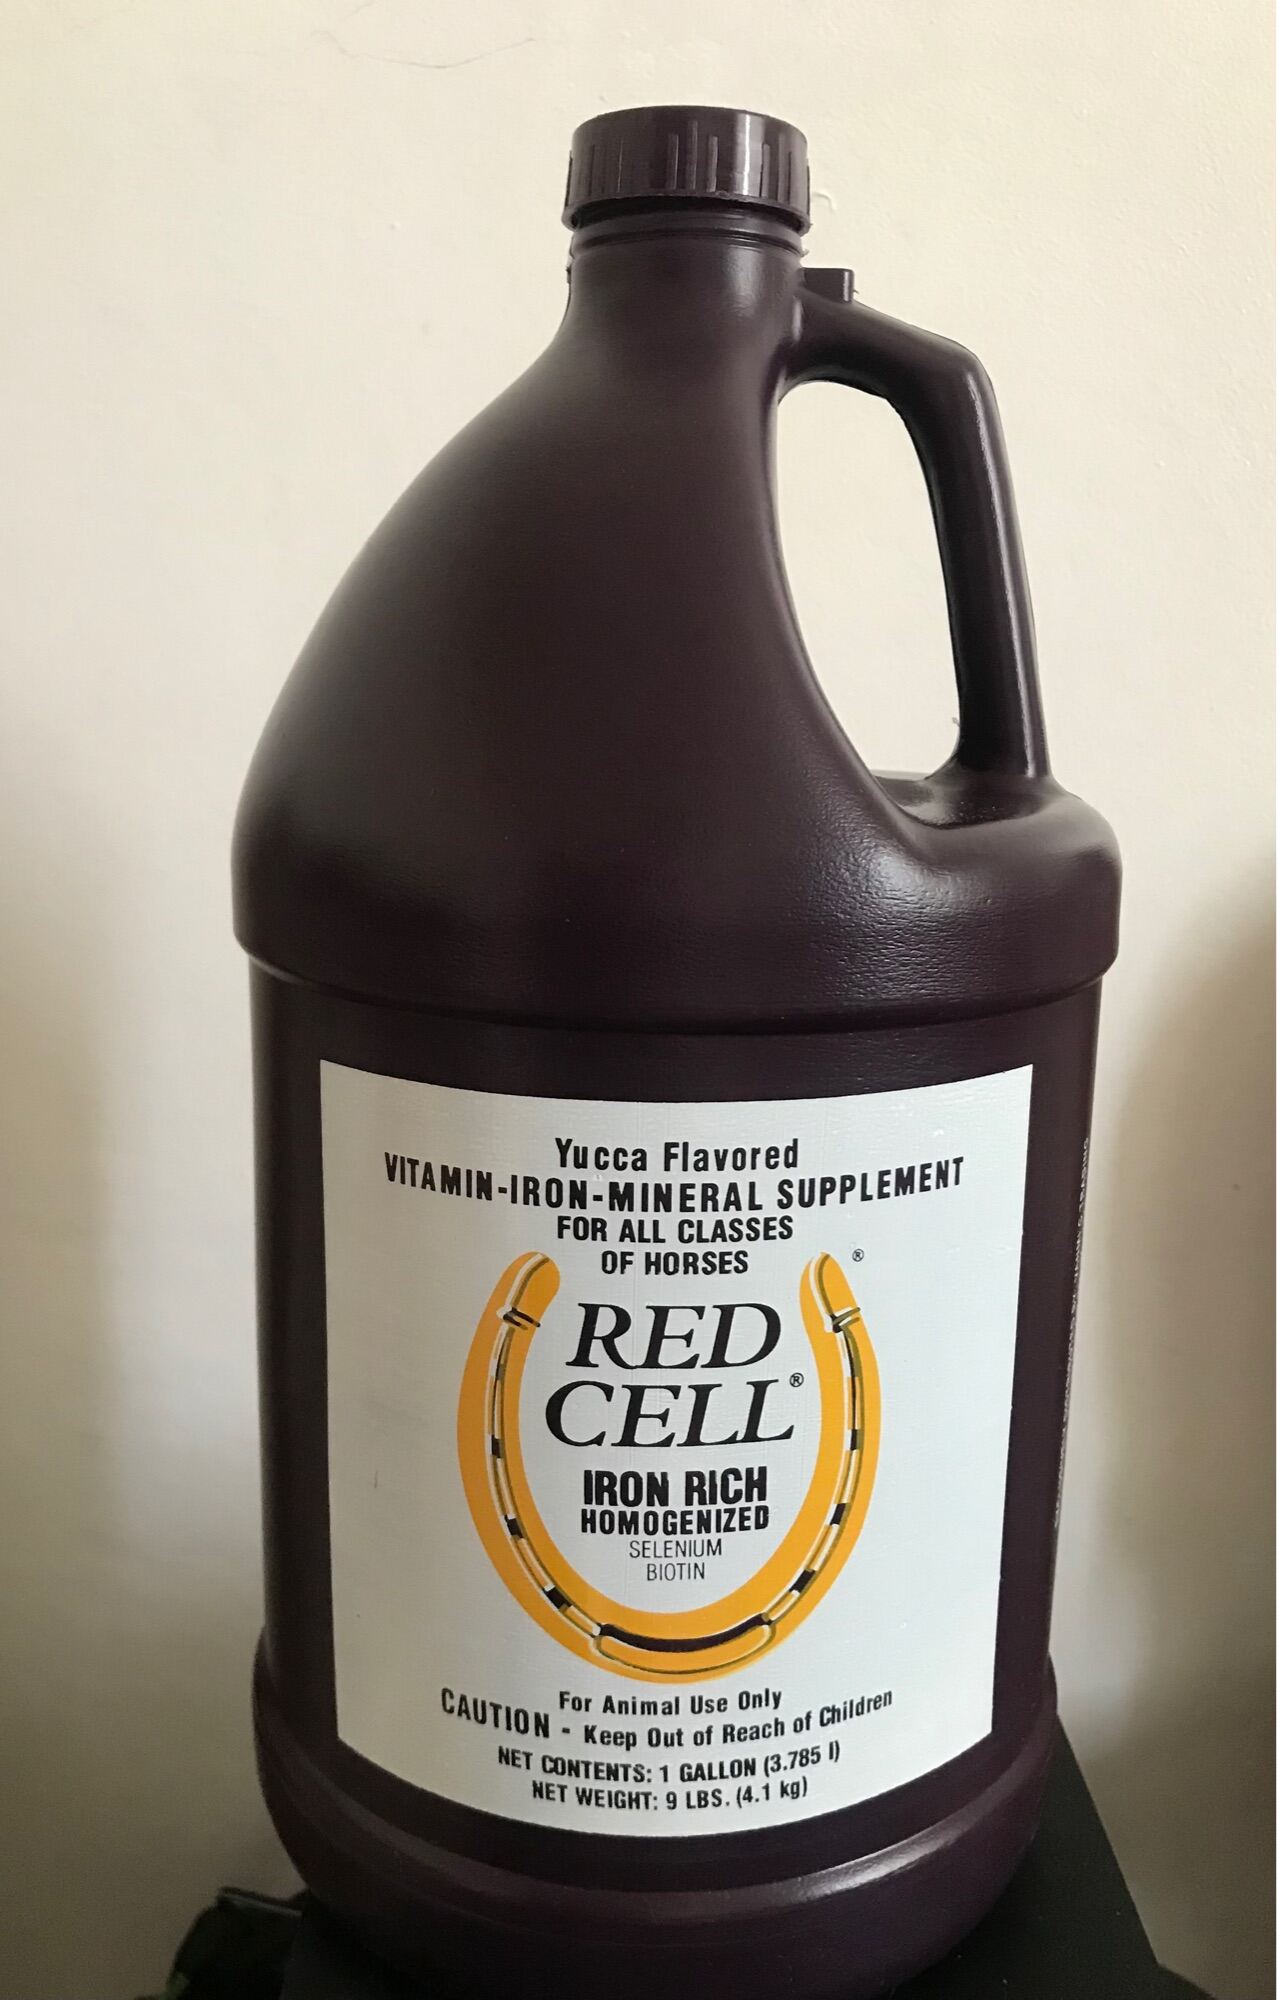 Yucca Flavored
VITAMIN-IRON-MINERAL SUPPLEMENT
FOR ALL CLASSES
OF HORSES
®
RED
CELL®
IRON RICH
HOMOGENIZED
SELENIUM
BIOTIN
For Animal Use Only
CAUTION - Keep Out of Reach of Children
NET CONTENTS: 1 GALLON (3.785 l)
NET WEIGHT: 9 LBS. (4.1 kg)